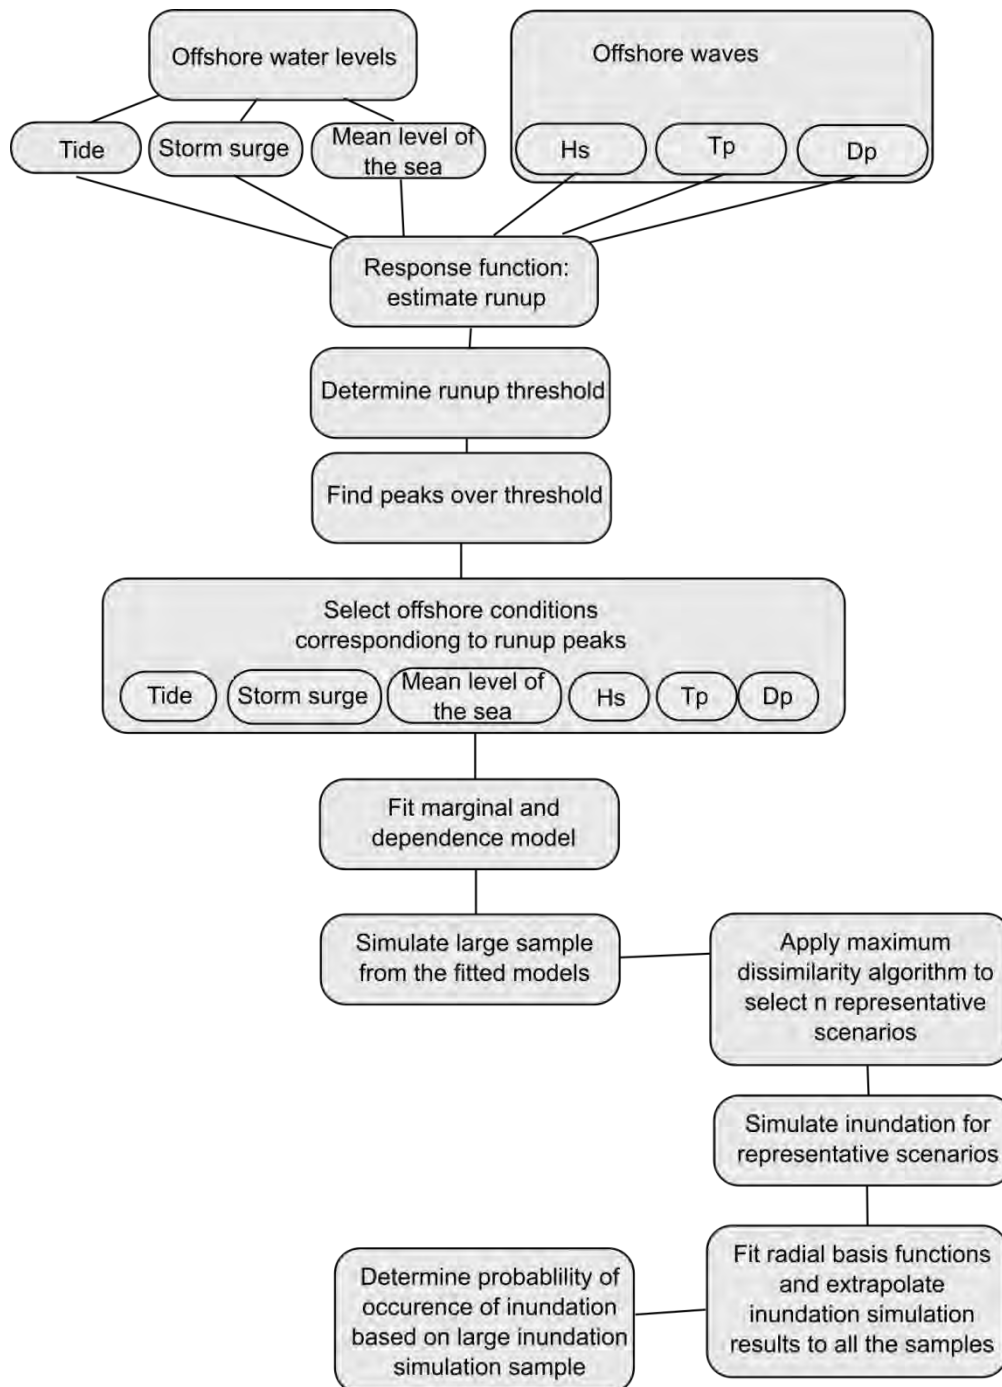 Offshore water levels
Offshore waves
Tide
Storm surge
Mean level of
the sea
Hs
Tp
Dp
Response function:
estimate runup
Determine runup threshold
Find peaks over threshold
Select offshore conditions
correspondiong to runup peaks
Tide
Storm surge
Mean level of
the sea
Hs
Tp
Dp
Fit marginal and
dependence model
Simulate large sample
from the fitted models
Apply maximum
dissimilarity algorithm to
select n representative
scenarios
Simulate inundation for
representative scenarios
Fit radial basis functions
and extrapolate
inundation simulation
results to all the samples
Determine probablility of
occurence of inundation
based on large inundation
simulation sample